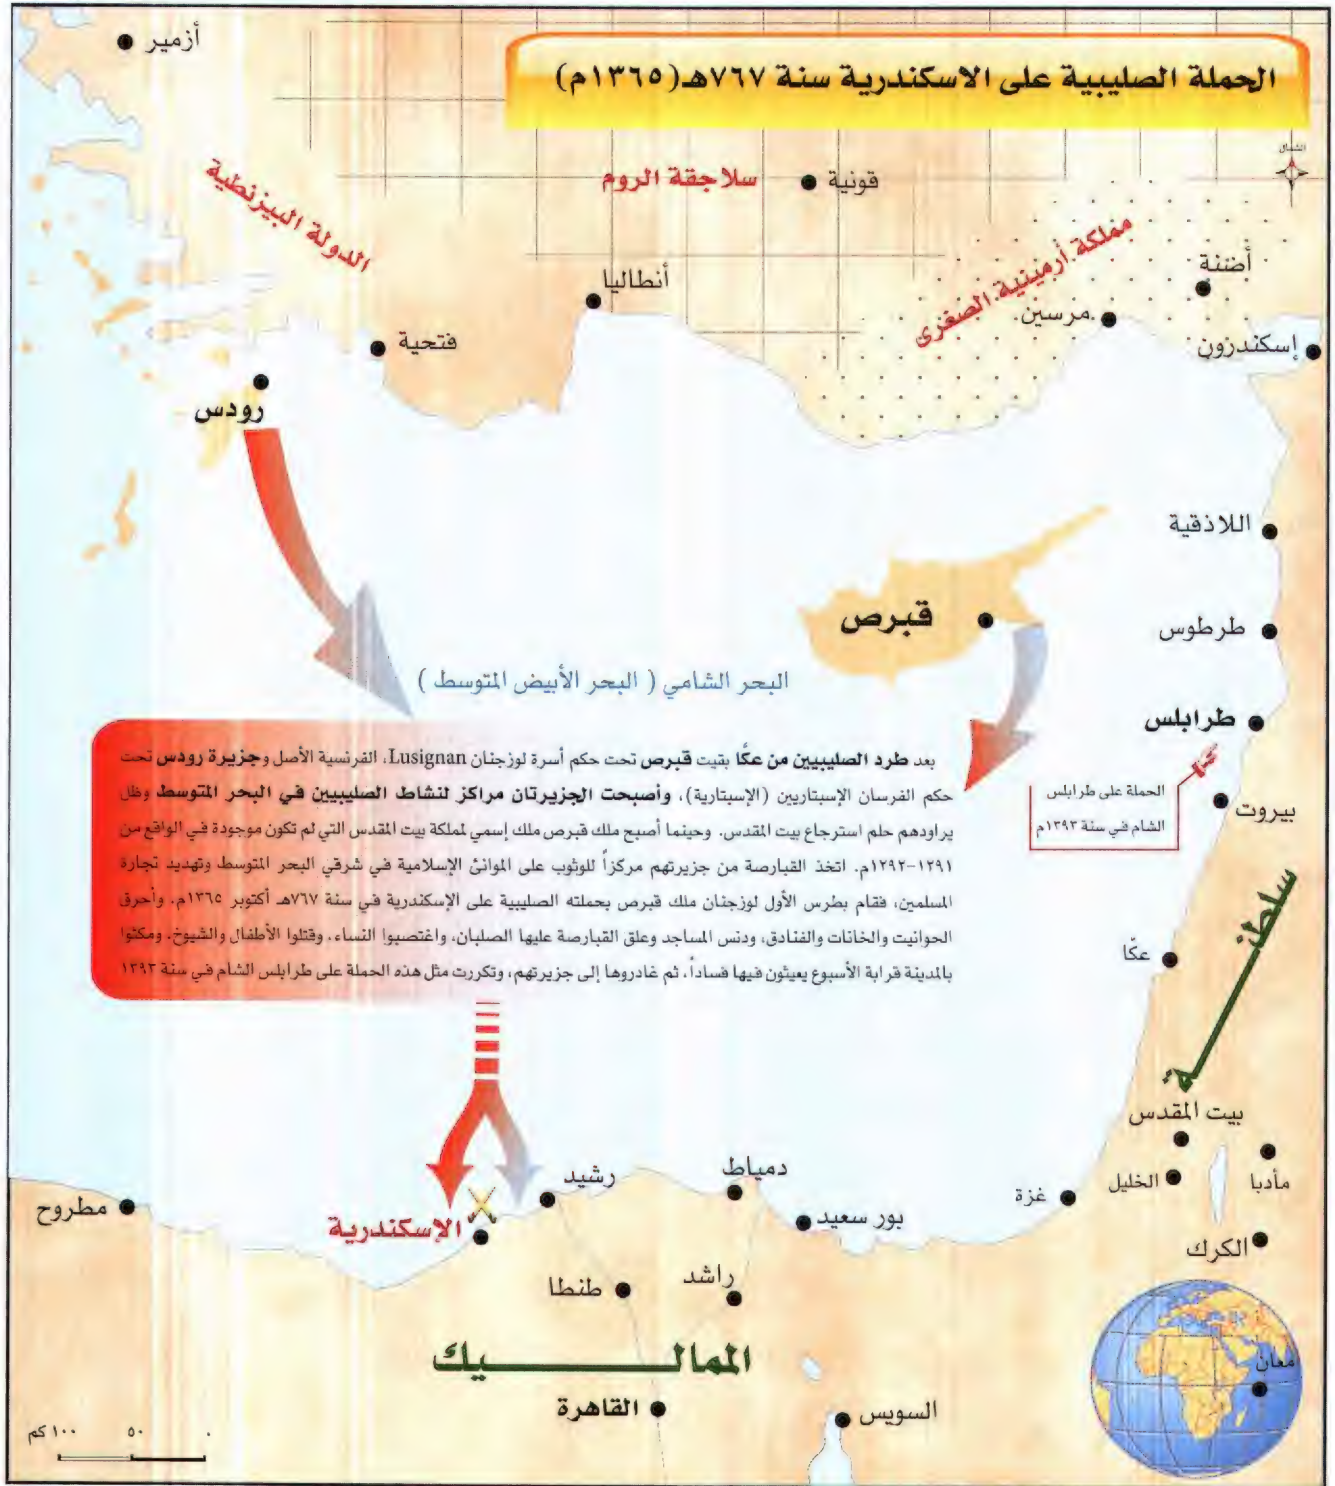 الحملة الصليبية على الاسكندرية سنة ٧٦٧هـ(١٣٦٥م)
الشمال
أزمير
الدولة البيزنطية
سلاجقة الروم
قونية
مملكة أرمينية الصغرى
أضنة
أنطاليا
مرسين
إسكندرون
فتحية
رودس
اللاذقية
قبرص
طرطوس
البحر الشامي ( البحر الأبيض المتوسط )
طرابلس
الحملة على طرابلس
الشام في سنة ١٣٩٣م
بيروت
بعد طرد الصليبيين من عكّا بقيت قبرص تحت حكم أسرة لوزجنان Lusignan، الفرنسية الأصل وجزيرة رودس تحت
حكم الفرسان الإسبتاريين (الإسبتارية)، وأصبحت الجزيرتان مراكز لنشاط الصليبيين في البحر المتوسط وظل
يراودهم حلم استرجاع بيت المقدس. وحينما أصبح ملك قبرص ملك إسمي لمملكة بيت المقدس التي لم تكون موجودة في الواقع من
١٢٩١-١٢٩٢م. اتخذ القبارصة من جزيرتهم مركزاً للوثوب على الموانئ الإسلامية في شرقي البحر المتوسط وتهديد تجارة
المسلمين، فقام بطرس الأول لوزجنان ملك قبرص بحملته الصليبية على الإسكندرية في سنة ٧٦٧هـ أكتوبر ١٣٦٥م. وأحرق
الحوانيت والخانات والفنادق، ودنس المساجد وعلق القبارصة عليها الصلبان، واغتصبوا النساء، وقتلوا الأطفال والشيوخ، ومكثوا
بالمدينة قرابة الأسبوع يعيثون فيها فساداً، ثم غادروها إلى جزيرتهم، وتكررت مثل هذه الحملة على طرابلس الشام في سنة ١٣٩٣
سلطنة
عكّا
بيت المقدس
مأدبا
الخليل
غزة
الكرك
دمياط
رشيد
بور سعيد
الإسكندرية
مطروح
طنطا
راشد
المماليك
القاهرة
السويس
معان
٠ ٥٠ ١٠٠ كم